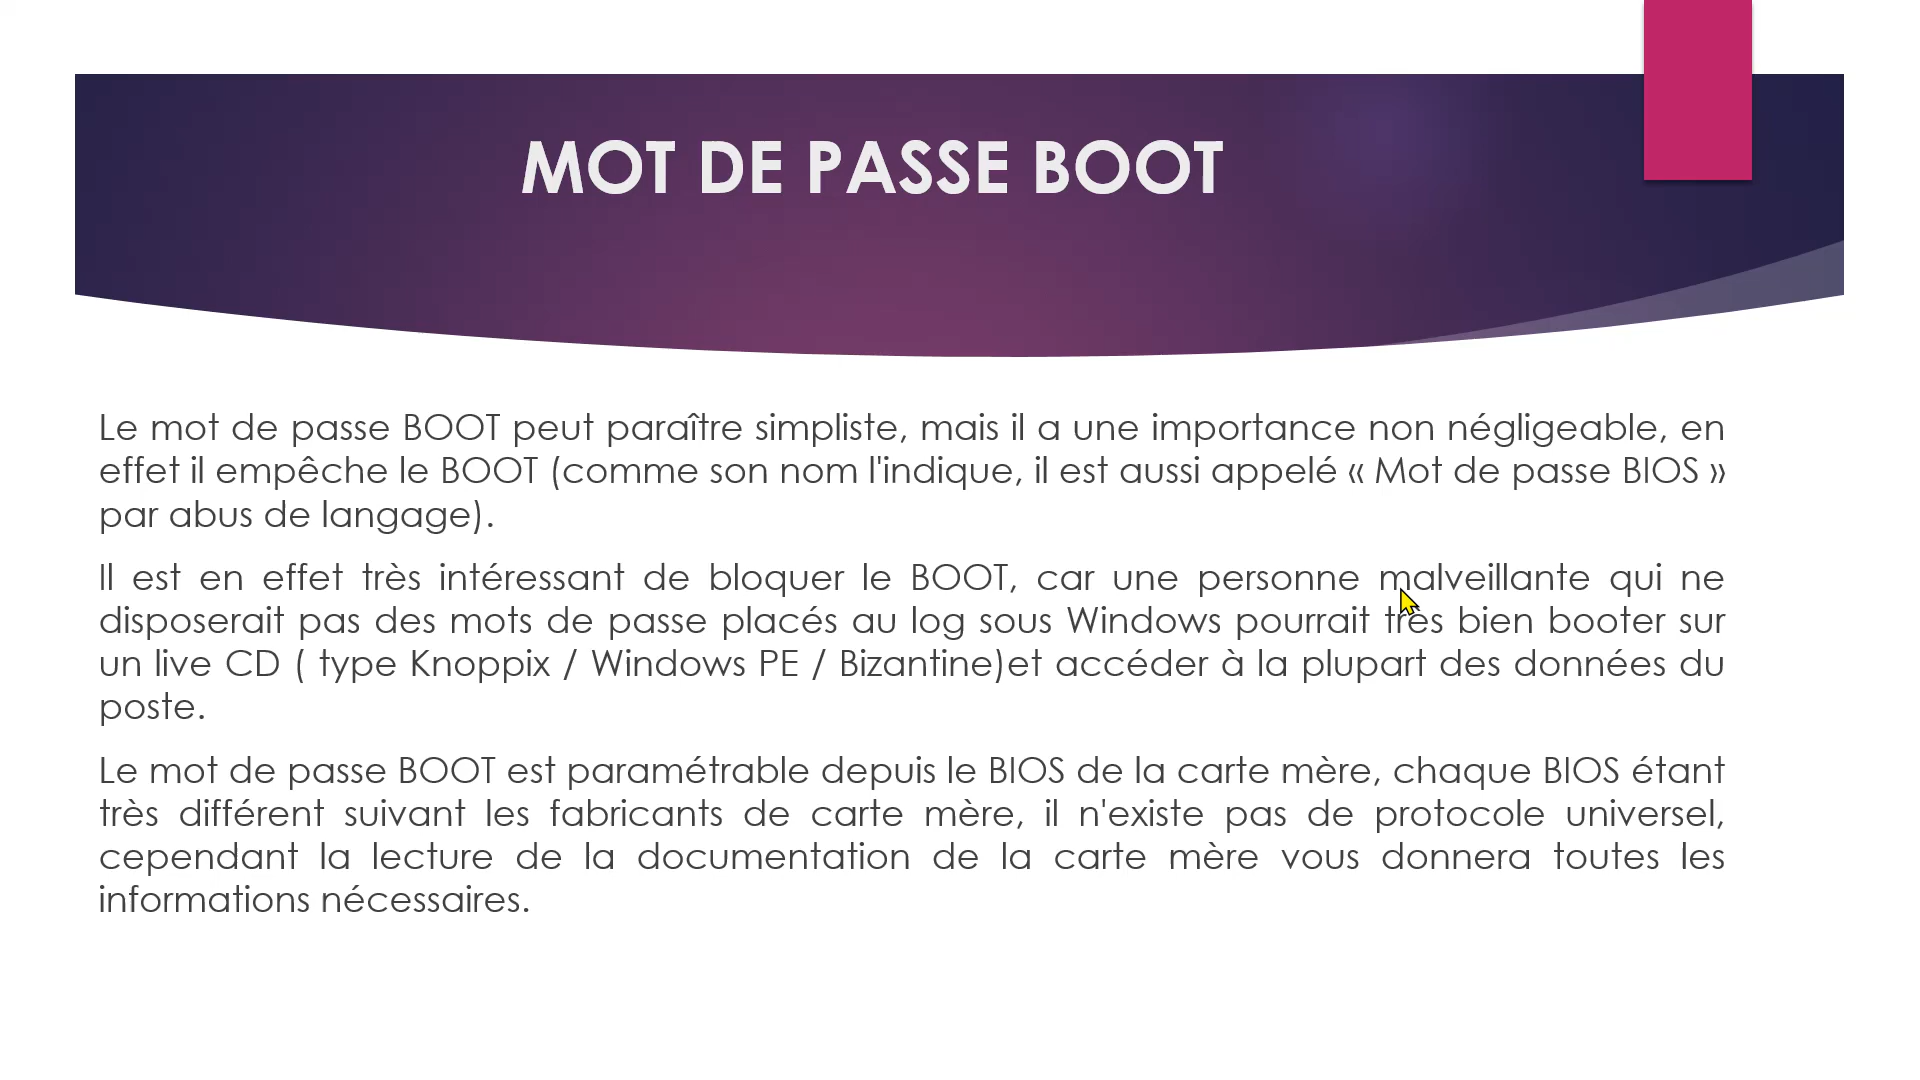 MOT DE PASSE BOOT
Le mot de passe BOOT peut paraître simpliste, mais il a une importance non négligeable, en
effet il empêche le BOOT (comme son nom l'indique, il est aussi appelé « Mot de passe BIOS »
par abus de langage).
Il est en effet très intéressant de bloquer le BOOT, car une personne malveillante qui ne
disposerait pas des mots de passe placés au log sous Windows pourrait très bien booter sur
un live CD ( type Knoppix / Windows PE / Bizantine)et accéder à la plupart des données du
poste.
Le mot de passe BOOT est paramétrable depuis le BIOS de la carte mère, chaque BIOS étant
très différent suivant les fabricants de carte mère, il n'existe pas de protocole universel,
cependant la lecture de la documentation de la carte mère vous donnera toutes les
informations nécessaires.